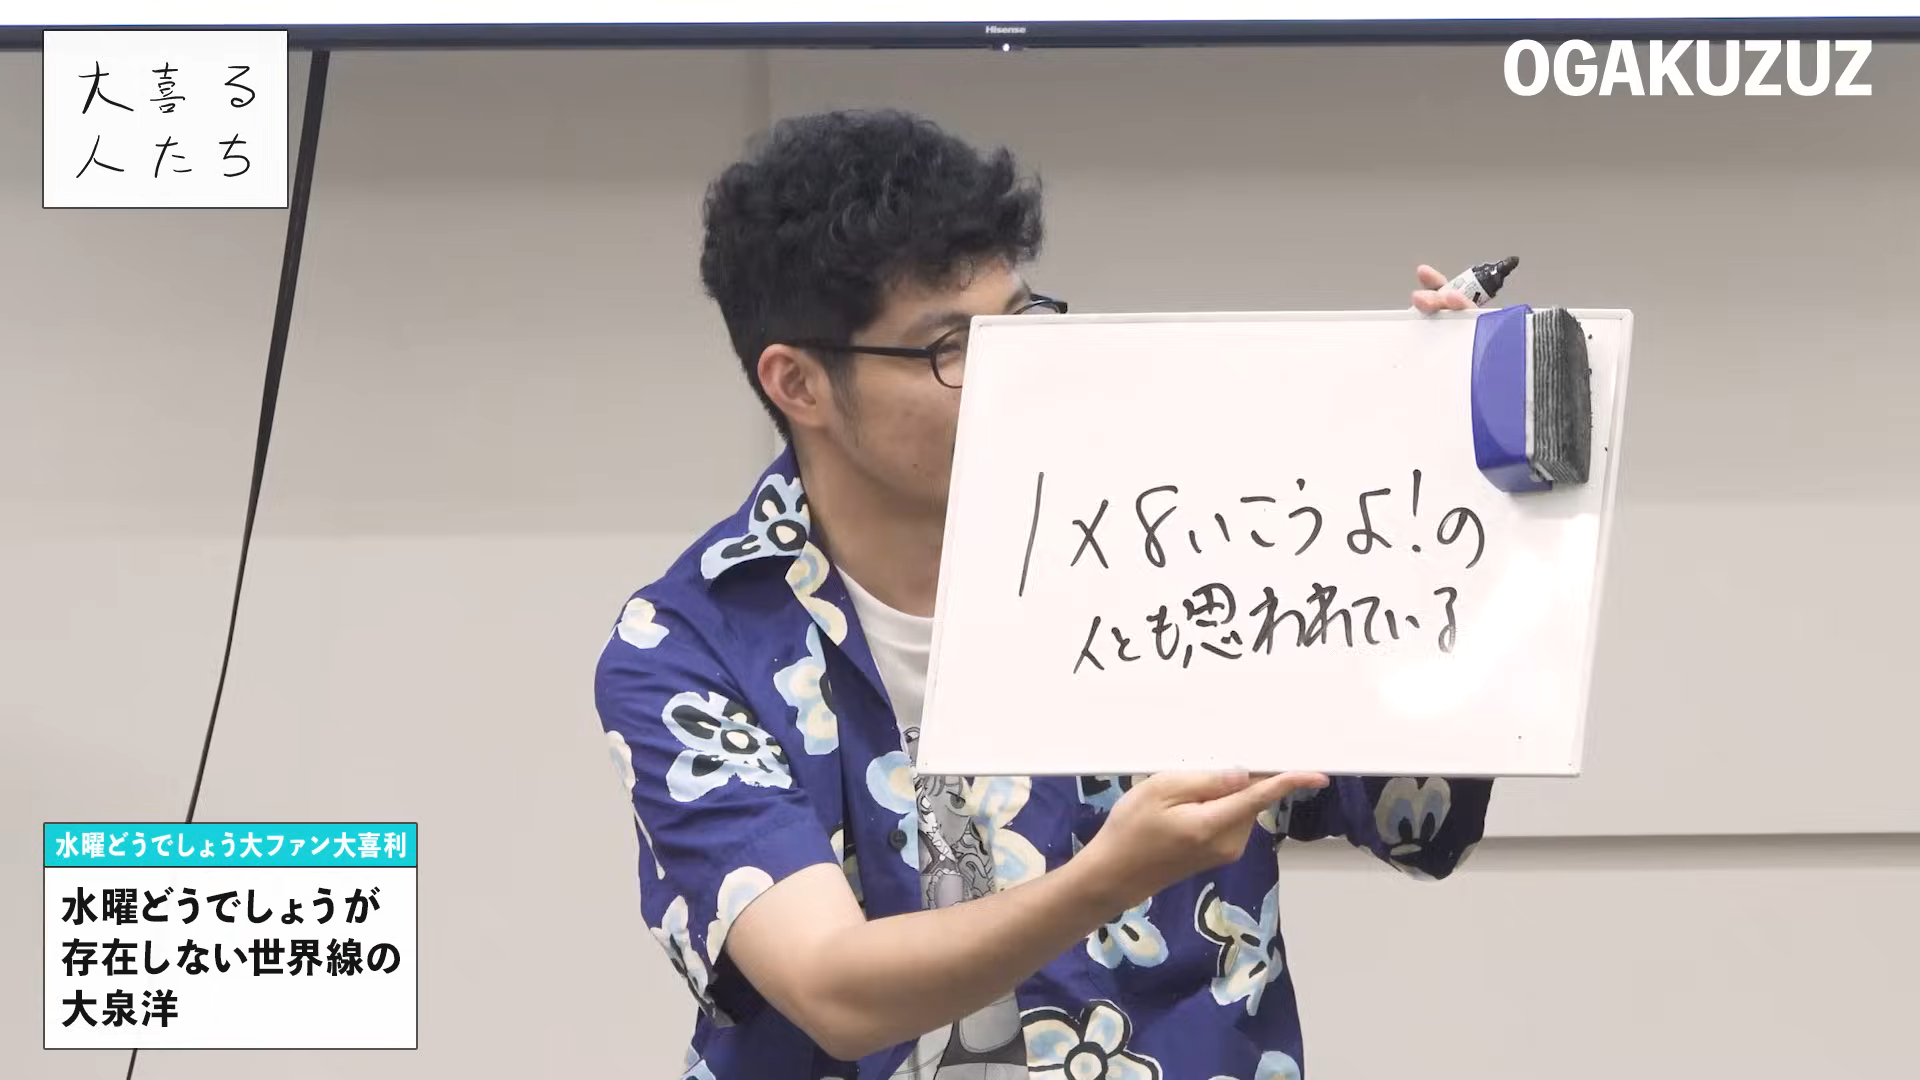 Hisense
OGAKUZUZ
大喜る
人たち
1×8いこうよ!の
人とも思われている
水曜どうでしょう大ファン大喜利
水曜どうでしょうが
存在しない世界線の
大泉洋